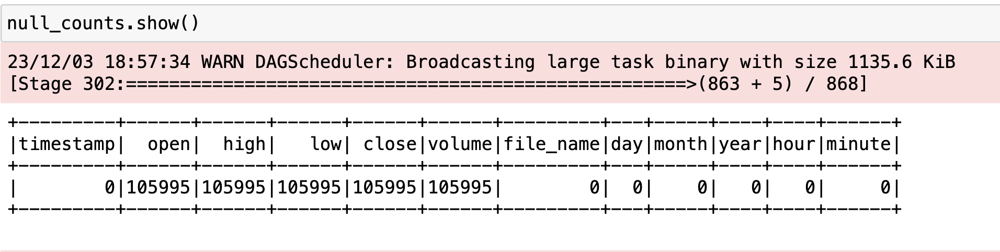 null_counts.show()
23/12/03 18:57:34 WARN DAGScheduler: Broadcasting large task binary with size 1135.6 KiB
[Stage 302:====================================================>(863 + 5) / 868]
+---------+------+------+------+------+------+---------+---+-----+----+----+------+
|timestamp|  open|  high|   low| close|volume|file_name|day|month|year|hour|minute|
+---------+------+------+------+------+------+---------+---+-----+----+----+------+
|        0|105995|105995|105995|105995|105995|        0|  0|    0|   0|   0|     0|
+---------+------+------+------+------+------+---------+---+-----+----+----+------+